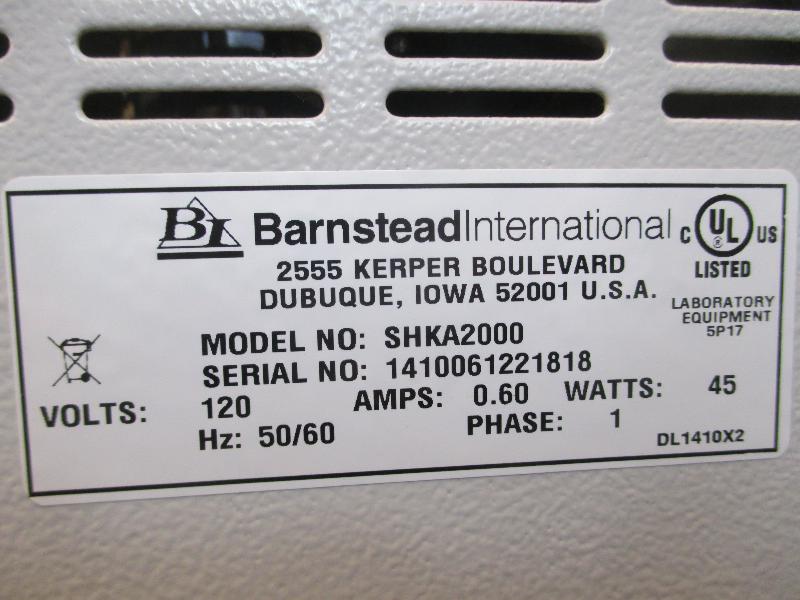 BI BarnsteadInternational
2555 KERPER BOULEVARD
DUBUQUE, IOWA 52001 U.S.A.
C UL ® US
LISTED
LABORATORY
EQUIPMENT
5P17
MODEL NO: SHKA2000
SERIAL NO: 1410061221818
VOLTS: 120 AMPS: 0.60 WATTS: 45
Hz: 50/60 PHASE: 1
DL1410X2